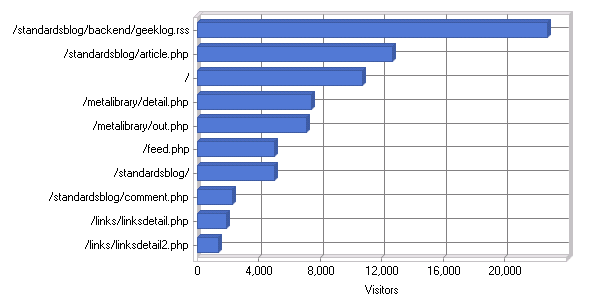 /standardsblog/backend/geeklog.rss
/standardsblog/article.php
/
/metalibrary/detail.php
/metalibrary/out.php
/feed.php
/standardsblog/
/standardsblog/comment.php
/links/linksdetail.php
/links/linksdetail2.php
0 4,000 8,000 12,000 16,000 20,000
Visitors